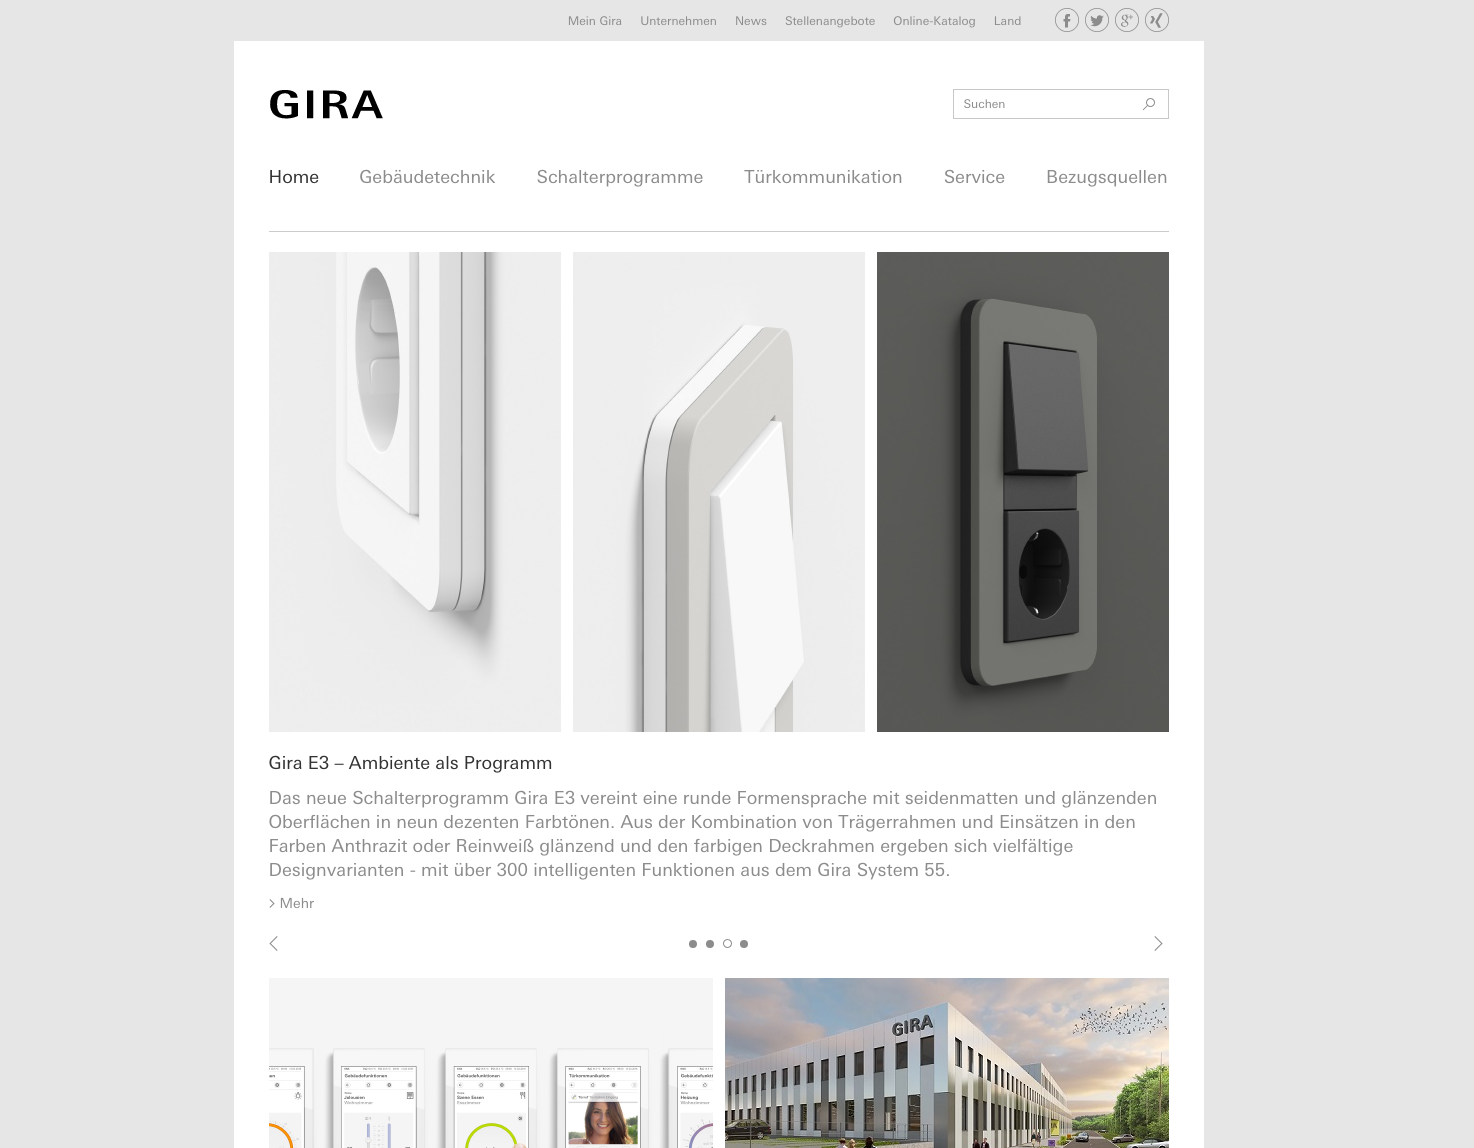 Mein Gira Unternehmen News Stellenangebote Online-Katalog Land
GIRA
Suchen
Home Gebäudetechnik Schalterprogramme Türkommunikation Service Bezugsquellen
Gira E3 – Ambiente als Programm
Das neue Schalterprogramm Gira E3 vereint eine runde Formensprache mit seidenmatten und glänzenden
Oberflächen in neun dezenten Farbtönen. Aus der Kombination von Trägerrahmen und Einsätzen in den
Farben Anthrazit oder Reinweiß glänzend und den farbigen Deckrahmen ergeben sich vielfältige
Designvarianten - mit über 300 intelligenten Funktionen aus dem Gira System 55.
Mehr
GIRA
Gebäudefunktionen Gebäudefunktionen Türkommunikation Gebäudefunktionen
Jalousien Szene Essen Heizung
Wohnzimmer Esszimmer Wohnzimmer